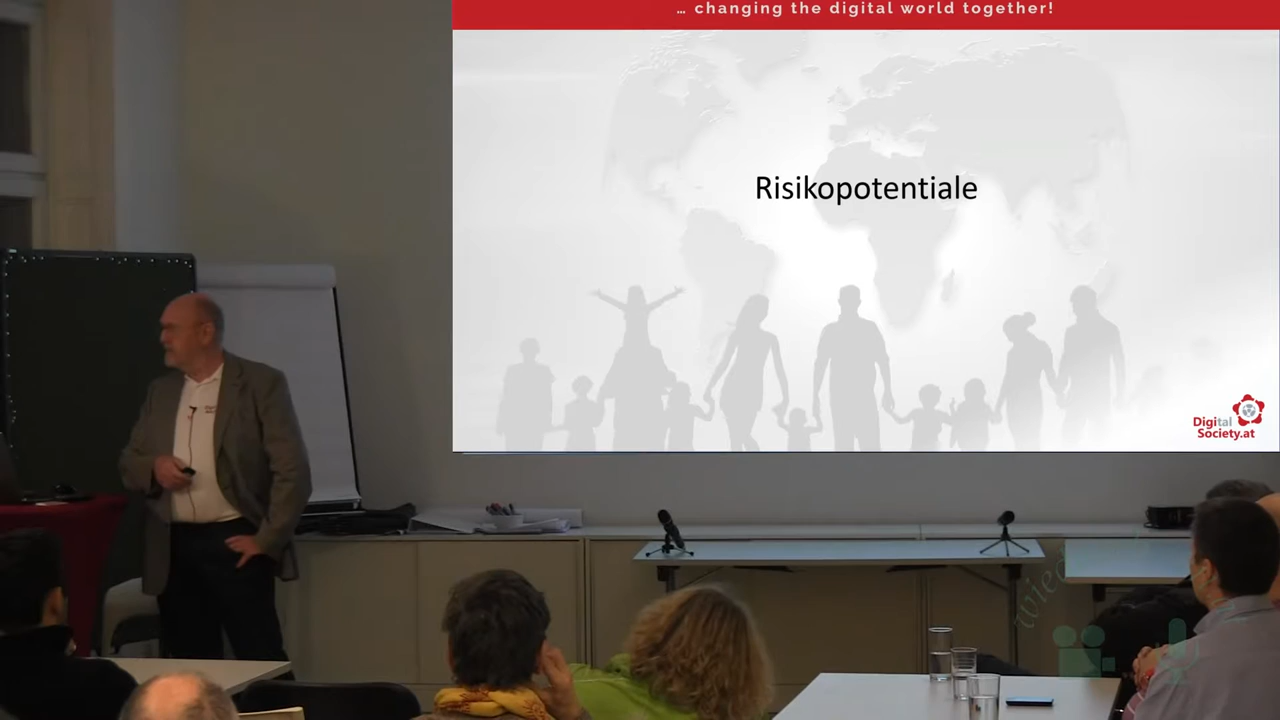 … changing the digital world together!
Risikopotentiale
Digital
Society.at